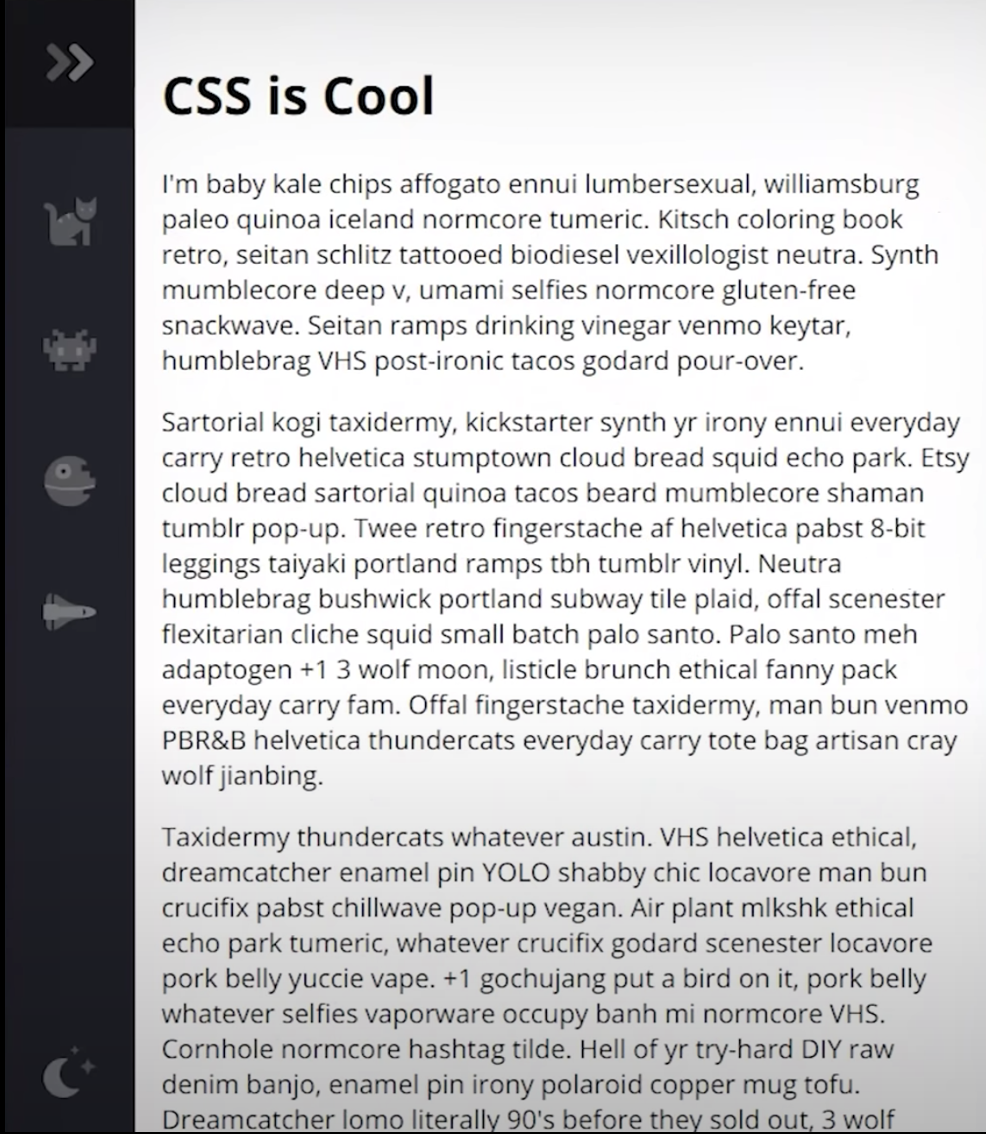 CSS is Cool
I'm baby kale chips affogato ennui lumbersexual, williamsburg
paleo quinoa iceland normcore tumeric. Kitsch coloring book
retro, seitan schlitz tattooed biodiesel vexillologist neutra. Synth
mumblecore deep v, umami selfies normcore gluten-free
snackwave. Seitan ramps drinking vinegar venmo keytar,
humblebrag VHS post-ironic tacos godard pour-over.
Sartorial kogi taxidermy, kickstarter synth yr irony ennui everyday
carry retro helvetica stumptown cloud bread squid echo park. Etsy
cloud bread sartorial quinoa tacos beard mumblecore shaman
tumblr pop-up. Twee retro fingerstache af helvetica pabst 8-bit
leggings taiyaki portland ramps tbh tumblr vinyl. Neutra
humblebrag bushwick portland subway tile plaid, offal scenester
flexitarian cliche squid small batch palo santo. Palo santo meh
adaptogen +1 3 wolf moon, listicle brunch ethical fanny pack
everyday carry fam. Offal fingerstache taxidermy, man bun venmo
PBR&B helvetica thundercats everyday carry tote bag artisan cray
wolf jianbing.
Taxidermy thundercats whatever austin. VHS helvetica ethical,
dreamcatcher enamel pin YOLO shabby chic locavore man bun
crucifix pabst chillwave pop-up vegan. Air plant mlkshk ethical
echo park tumeric, whatever crucifix godard scenester locavore
pork belly yuccie vape. +1 gochujang put a bird on it, pork belly
whatever selfies vaporware occupy banh mi normcore VHS.
Cornhole normcore hashtag tilde. Hell of yr try-hard DIY raw
denim banjo, enamel pin irony polaroid copper mug tofu.
Dreamcatcher lomo literally 90's before they sold out, 3 wolf